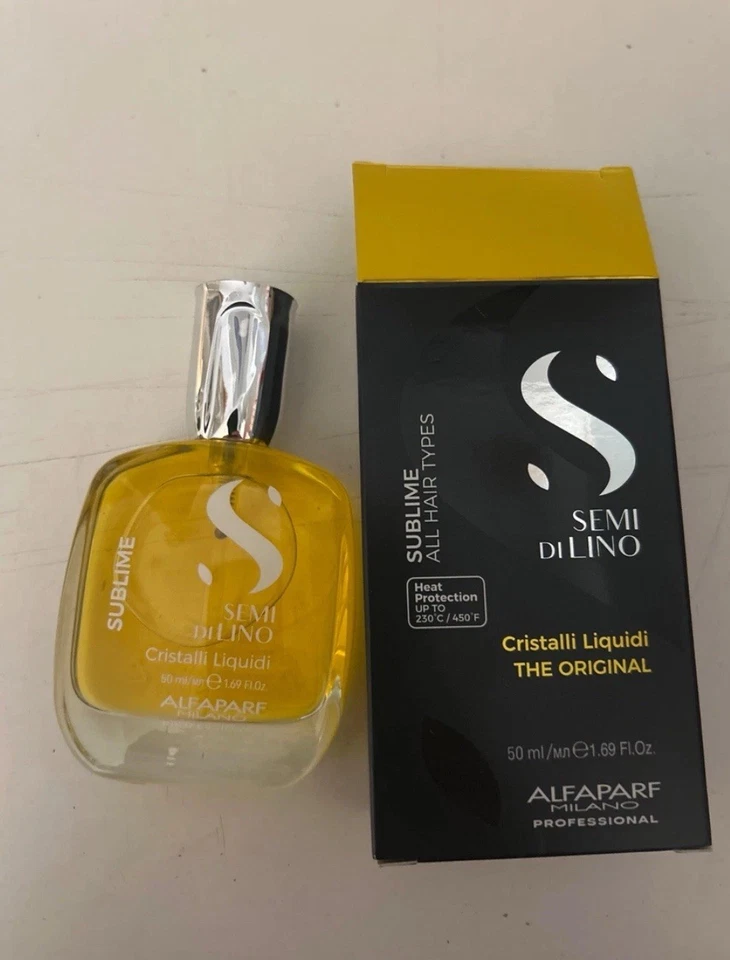 SUBLIME
SEMI
DI LINO
Cristalli Liquidi
50 ml/мл ℮ 1.69 Fl.Oz.
ALFAPARF
MILANO
SUBLIME
ALL HAIR TYPES
Heat
Protection
UP TO
230°C / 450°F
SEMI
DI LINO
Cristalli Liquidi
THE ORIGINAL
50 ml/мл ℮ 1.69 Fl.Oz.
ALFAPARF
MILANO
PROFESSIONAL